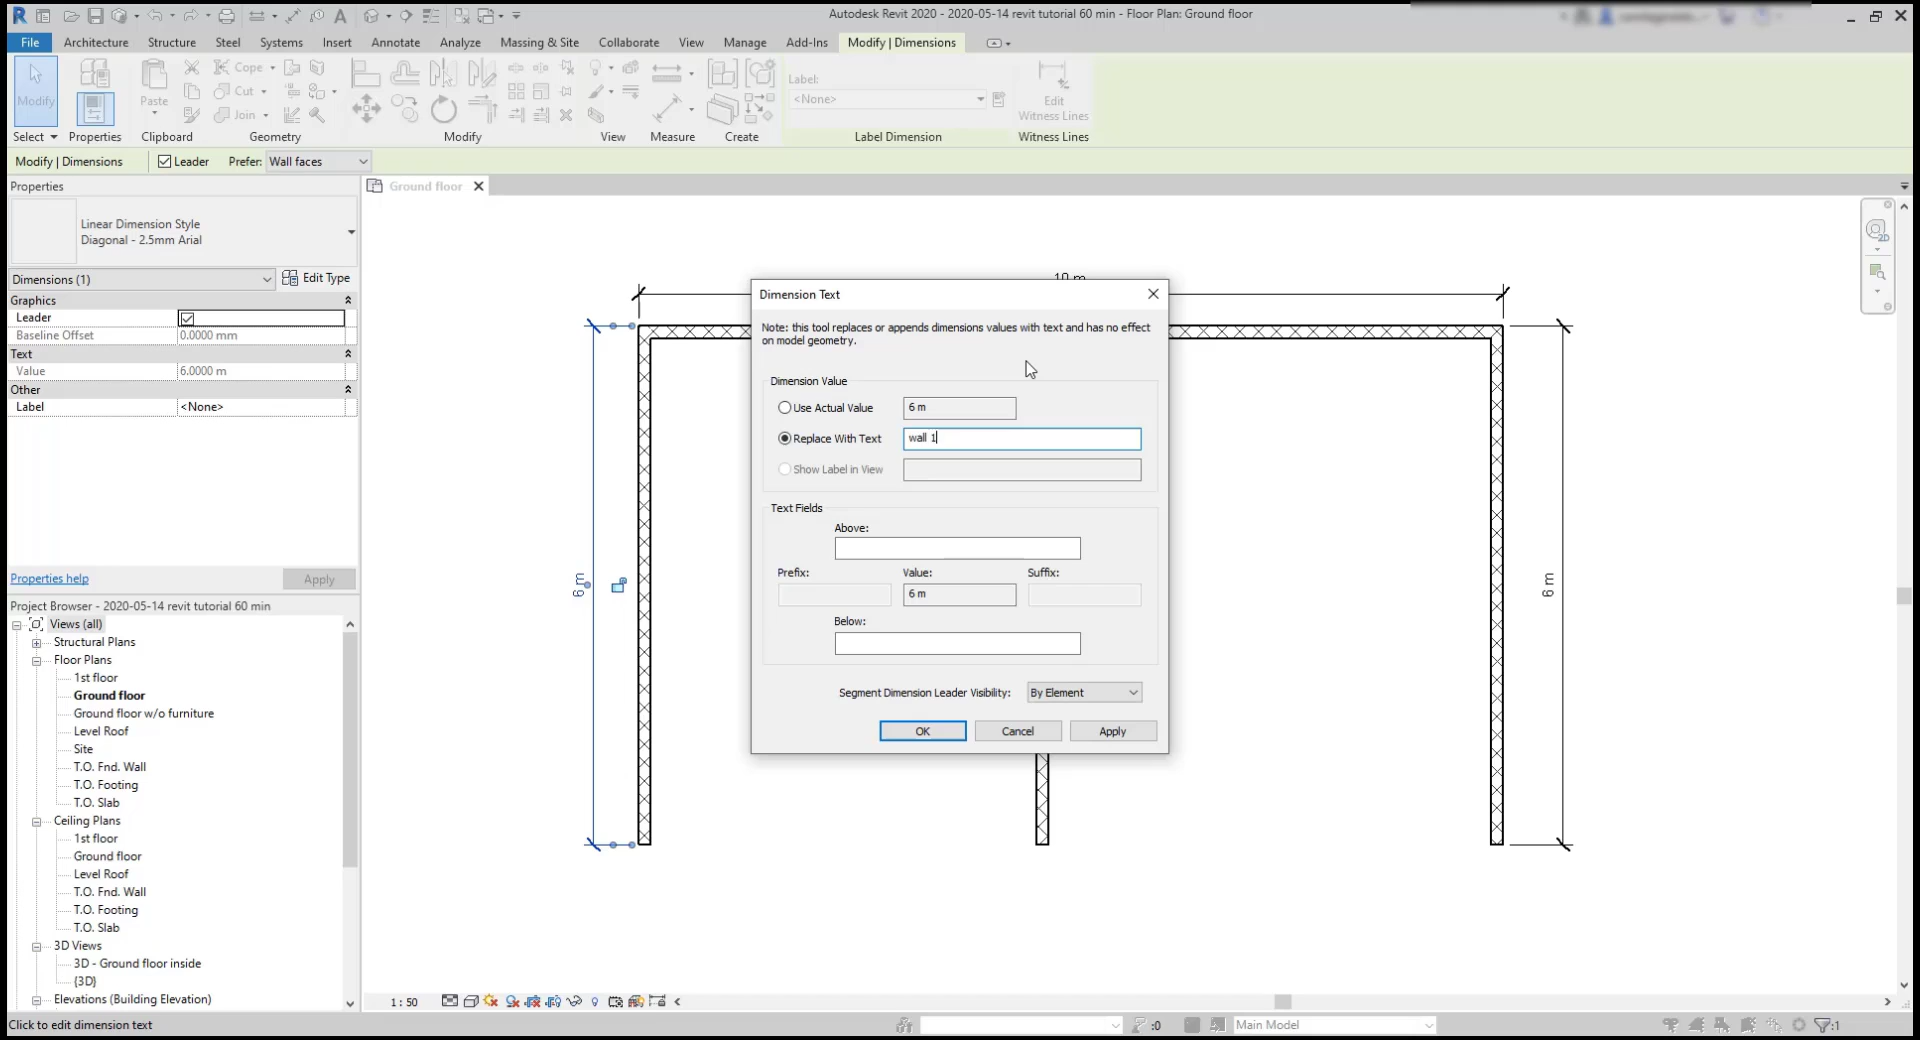 Autodesk Revit 2020 - 2020-05-14 revit tutorial 60 min - Floor Plan: Ground floor
File Architecture Structure Steel Systems Insert Annotate Analyze Massing & Site Collaborate View Manage Add-Ins Modify | Dimensions
Modify
Paste
Cope
Cut
Join
Label:
<None>
Edit
Witness Lines
Select Properties Clipboard Geometry Modify View Measure Create Label Dimension Witness Lines
Modify | Dimensions Leader Prefer: Wall faces
Properties
Ground floor
Linear Dimension Style
Diagonal - 2.5mm Arial
Dimensions (1) Edit Type
Graphics
Leader
Baseline Offset 0.0000 mm
Text
Value 6.0000 m
Other
Label <None>
Properties help Apply
Project Browser - 2020-05-14 revit tutorial 60 min
Views (all)
Structural Plans
Floor Plans
1st floor
Ground floor
Ground floor w/o furniture
Level Roof
Site
T.O. Fnd. Wall
T.O. Footing
T.O. Slab
Ceiling Plans
1st floor
Ground floor
Level Roof
T.O. Fnd. Wall
T.O. Footing
T.O. Slab
3D Views
3D - Ground floor inside
{3D}
Elevations (Building Elevation)
10 m
6 m
6 m
2D
Dimension Text
Note: this tool replaces or appends dimensions values with text and has no effect
on model geometry.
Dimension Value
Use Actual Value 6 m
Replace With Text wall 1
Show Label in View
Text Fields
Above:
Prefix: Value: Suffix:
6 m
Below:
Segment Dimension Leader Visibility: By Element
OK Cancel Apply
1 : 50
Click to edit dimension text
:0
Main Model
:1